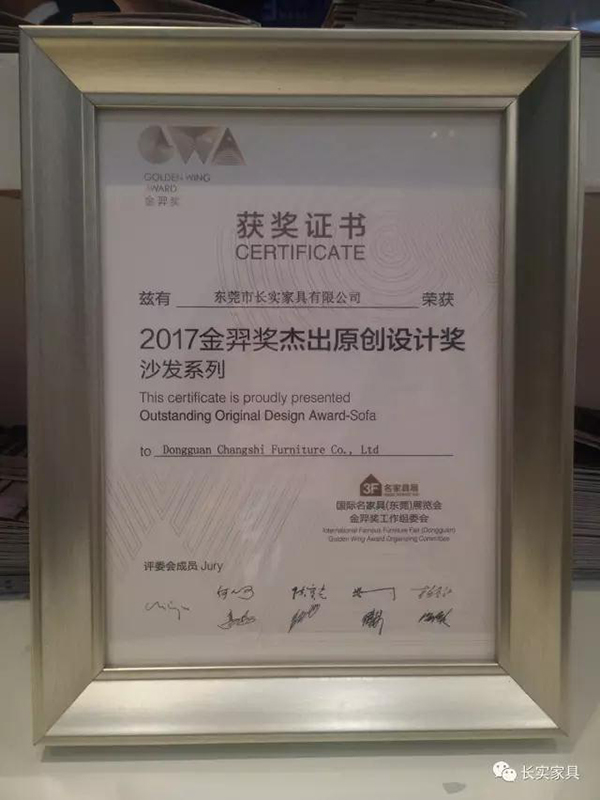 GWA
GOLDEN WING
AWARD
金羿奖
获奖证书
CERTIFICATE
兹有 东莞市长实家具有限公司 荣获
2017金羿奖杰出原创设计奖
沙发系列
This certificate is proudly presented
Outstanding Original Design Award-Sofa
to Dongguan Changshi Furniture Co., Ltd
3F 名家具展
国际名家具(东莞)展览会
金羿奖工作组委会
International Famous Furniture Fair (Dongguan)
Golden Wing Award Organizing Committee
评委会成员 Jury
长实家具